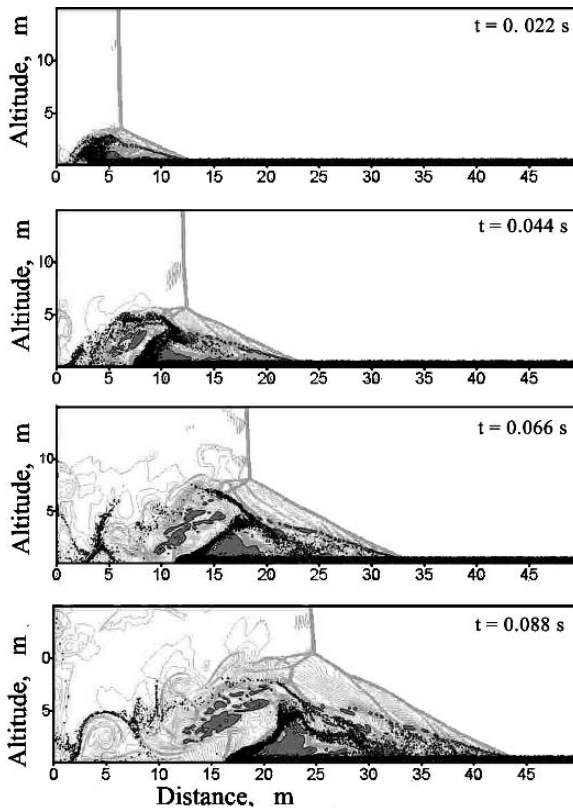 Altitude, m
10
5
t = 0. 022 s
0 5 10 15 20 25 30 35 40 45
Altitude, m
10
5
t = 0.044 s
0 5 10 15 20 25 30 35 40 45
Altitude, m
10
5
t = 0.066 s
0 5 10 15 20 25 30 35 40 45
Altitude, m
0
5
t = 0.088 s
0 5 10 15 20 25 30 35 40 45
Distance, m